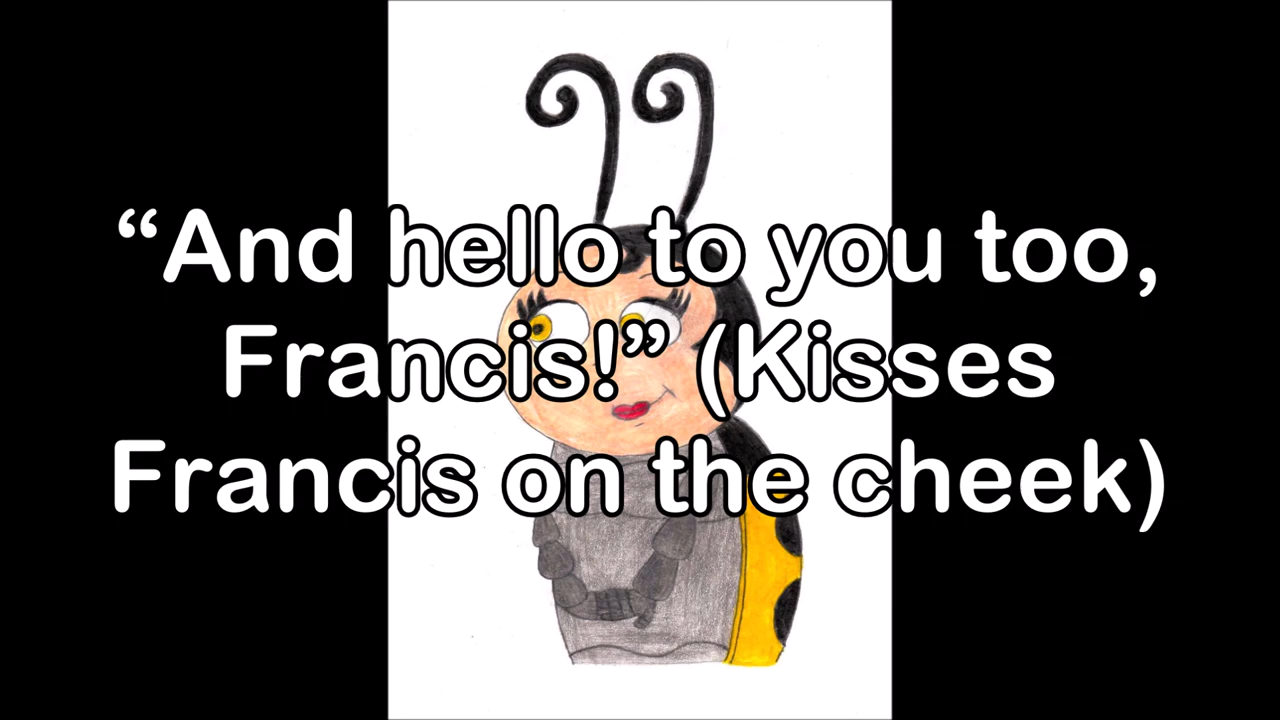 “And hello to you too,
Francis!” (Kisses
Francis on the cheek)